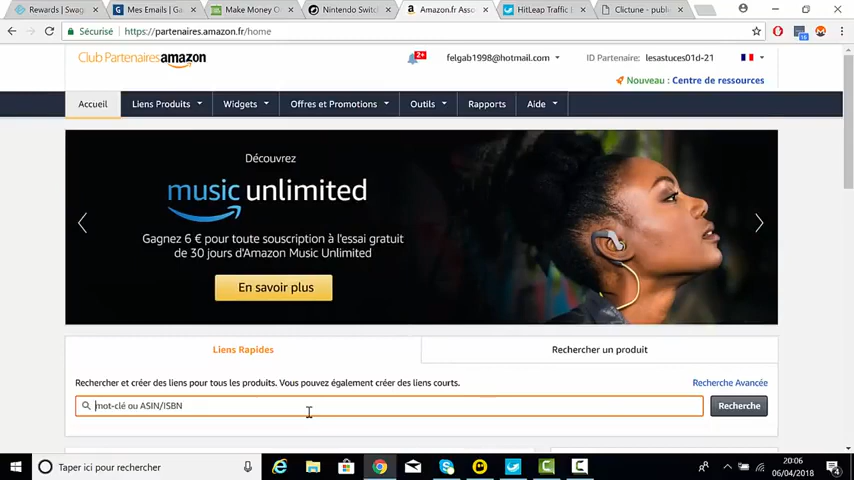 Rewards | Swag
Mes Emails | Ga
Make Money O
Nintendo Switc
Amazon.fr Asso
HitLeap Traffic |
Clictune - publ
Sécurisé https://partenaires.amazon.fr/home
16
Club Partenaires amazon
2+
felgab1998@hotmail.com
ID Partenaire: lesastuces01d-21
Nouveau : Centre de ressources
Accueil Liens Produits Widgets Offres et Promotions Outils Rapports Aide
Découvrez
music unlimited
Gagnez 6 € pour toute souscription à l'essai gratuit
de 30 jours d'Amazon Music Unlimited
En savoir plus
Liens Rapides
Rechercher un produit
Rechercher et créer des liens pour tous les produits. Vous pouvez également créer des liens courts.
Recherche Avancée
mot-clé ou ASIN/ISBN
Recherche
Taper ici pour rechercher
20:06
06/04/2018
4